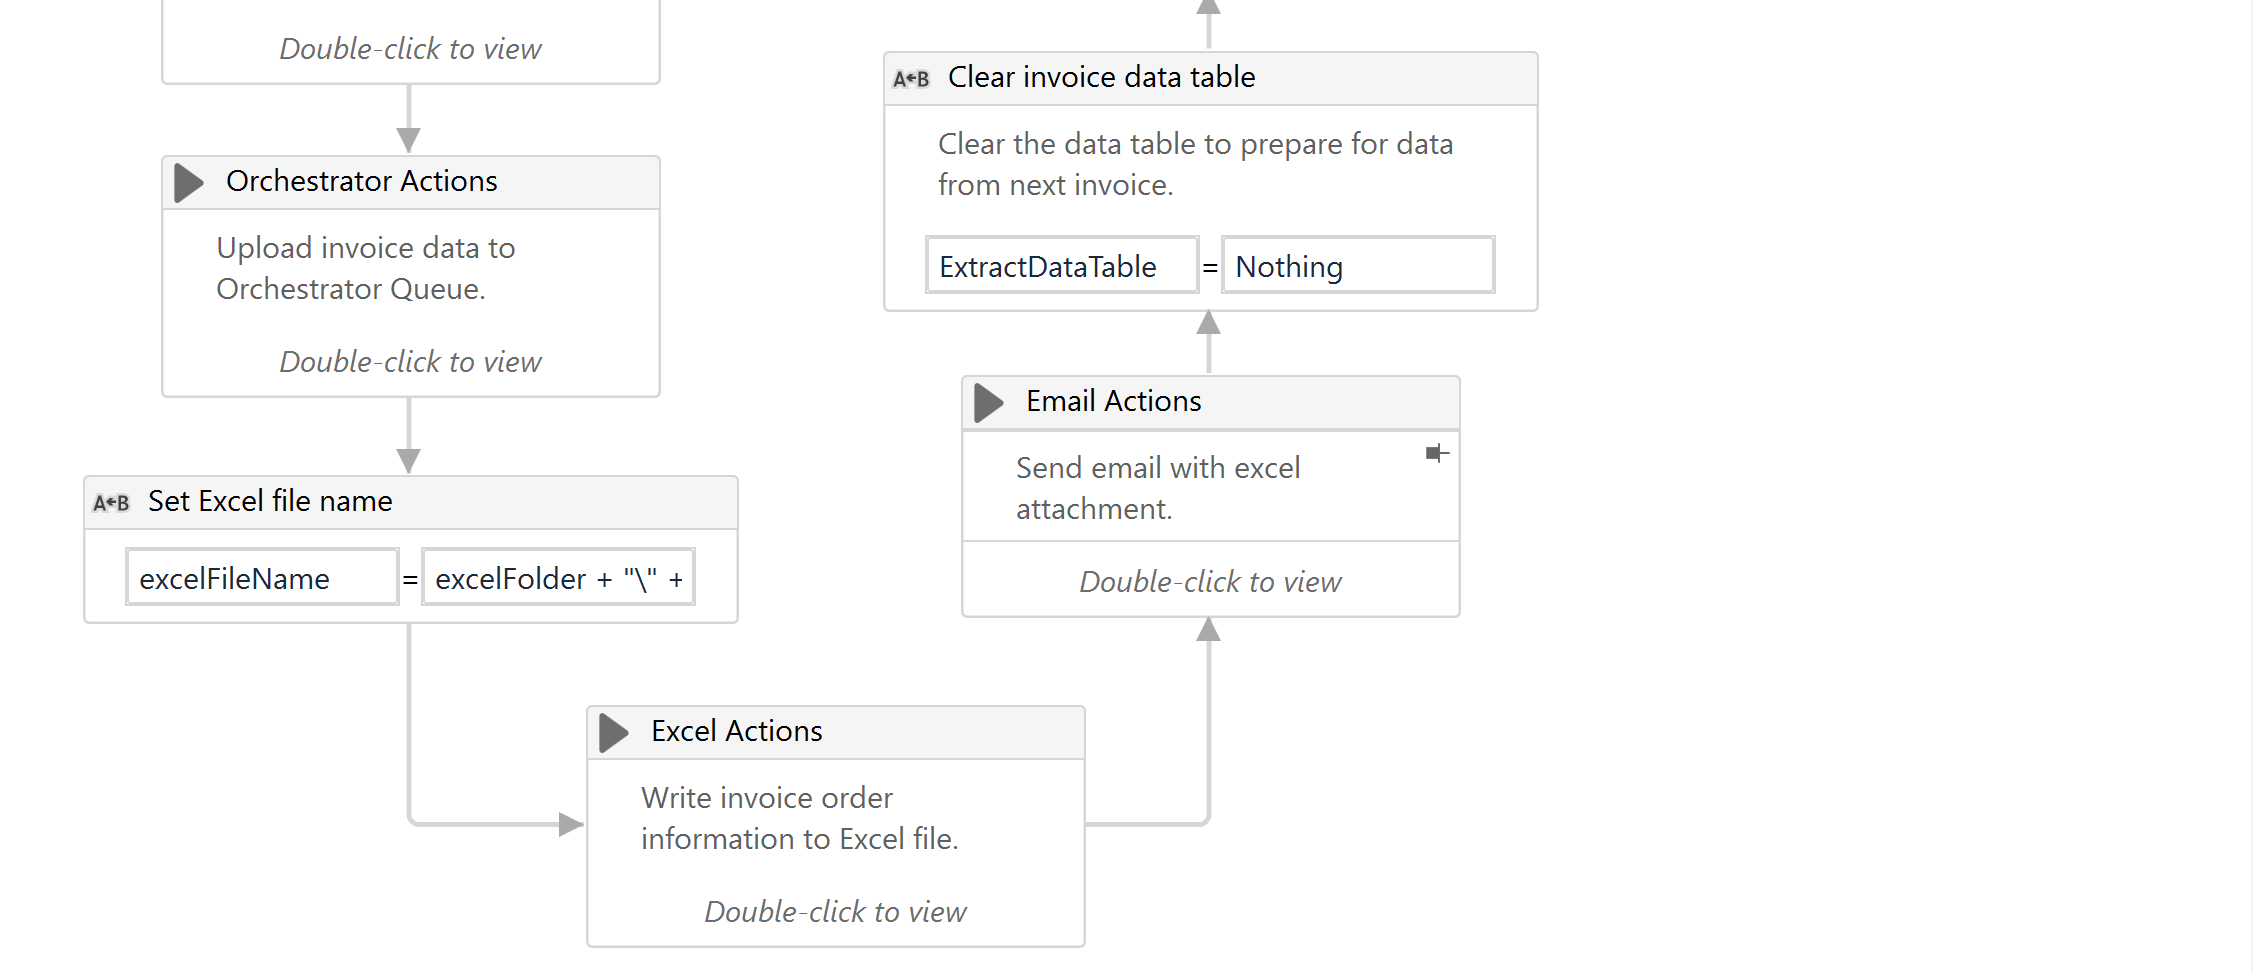 Double-click to view
Orchestrator Actions
Upload invoice data to
Orchestrator Queue.
Double-click to view
A←B Set Excel file name
excelFileName = excelFolder + "\" +
Excel Actions
Write invoice order
information to Excel file.
Double-click to view
Email Actions
Send email with excel
attachment.
Double-click to view
A←B Clear invoice data table
Clear the data table to prepare for data
from next invoice.
ExtractDataTable = Nothing